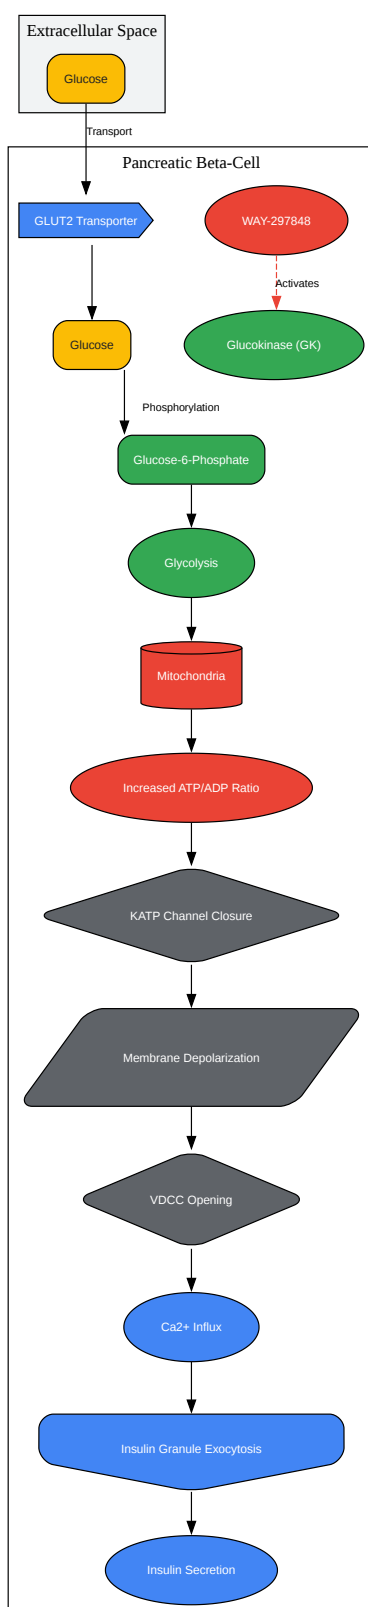 Extracellular Space
Glucose
Transport
Pancreatic Beta-Cell
GLUT2 Transporter
WAY-297848
Activates
Glucose
Glucokinase (GK)
Phosphorylation
Glucose-6-Phosphate
Glycolysis
Mitochondria
Increased ATP/ADP Ratio
KATP Channel Closure
Membrane Depolarization
VDCC Opening
Ca2+ Influx
Insulin Granule Exocytosis
Insulin Secretion